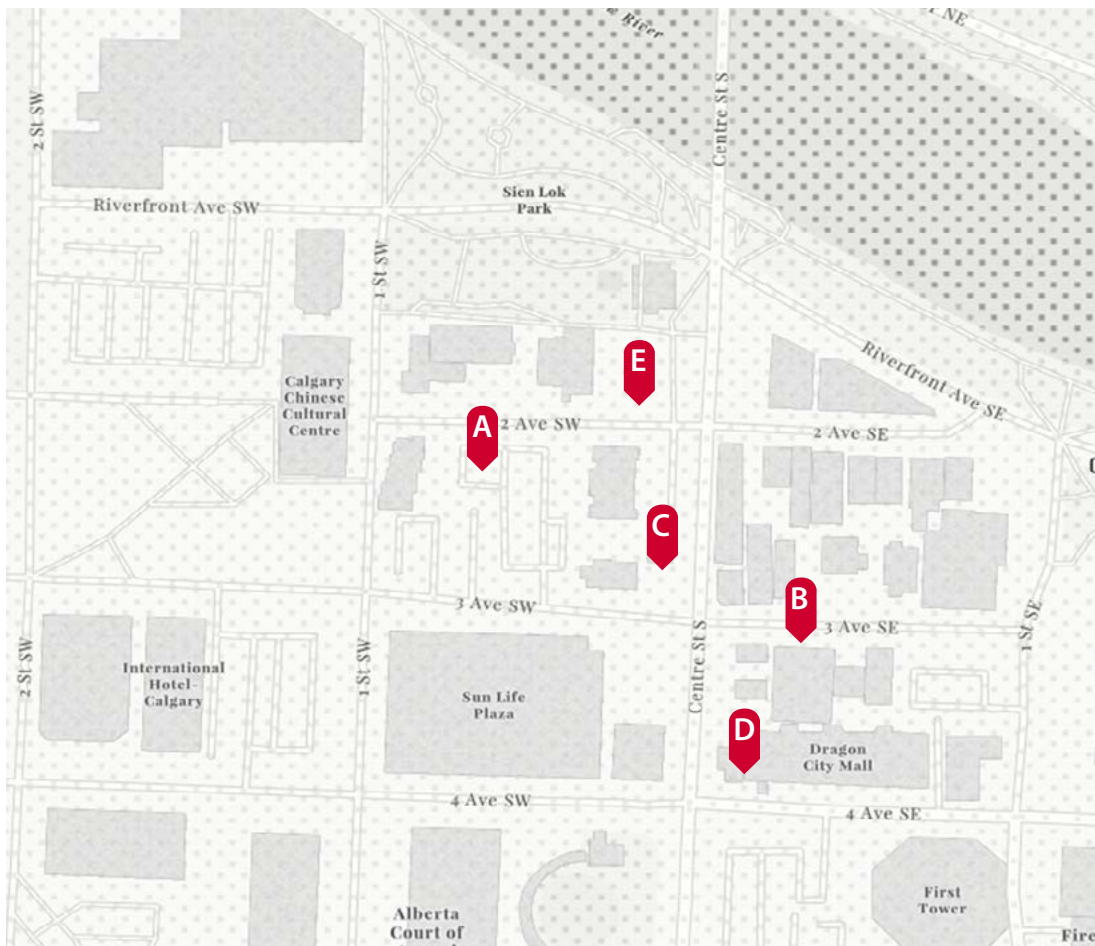 River
NE
2 St SW
Centre St S
Sien Lok
Park
Riverfront Ave SW
1 St SW
E
Riverfront Ave SE
Calgary
Chinese
Cultural
Centre
A
2 Ave SW
2 Ave SE
C
B
3 Ave SW
3 Ave SE
1 St SE
2 St SW
International
Hotel-
Calgary
1 St SW
Sun Life
Plaza
Centre St S
D
Dragon
City Mall
4 Ave SW
4 Ave SE
First
Tower
Alberta
Court of
Fire